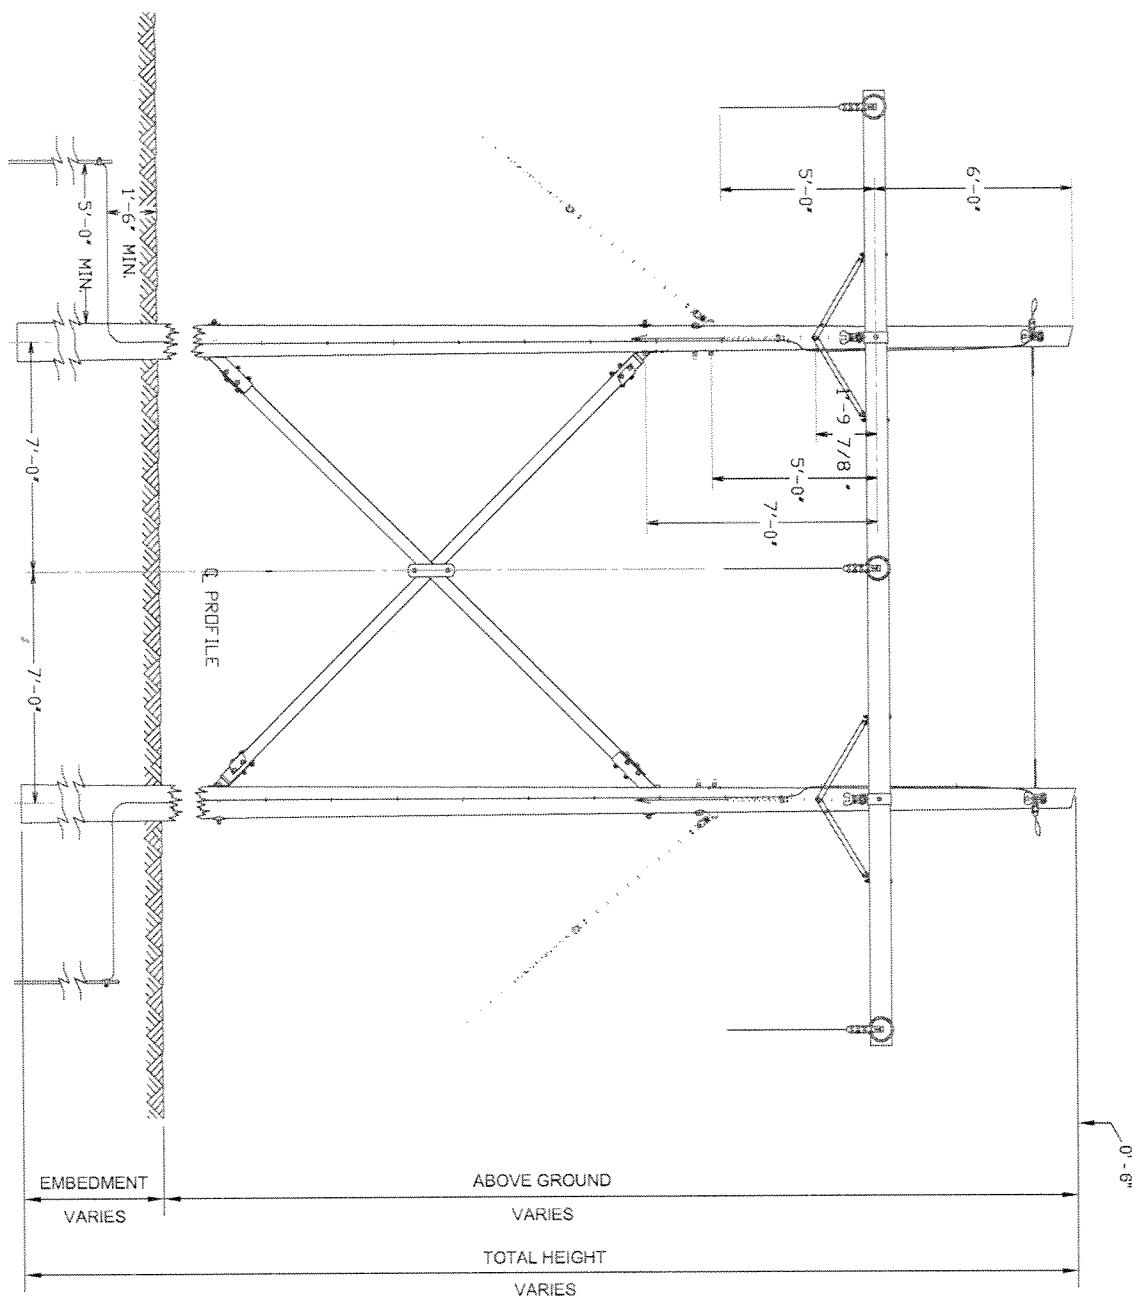 6'-0"
5'-0"
1'-6" MIN.
5'-0" MIN.
1'-9 7/8"
5'-0"
7'-0"
7'-0"
7'-0"
℄ PROFILE
0'-6"
EMBEDMENT
VARIES
ABOVE GROUND
VARIES
TOTAL HEIGHT
VARIES